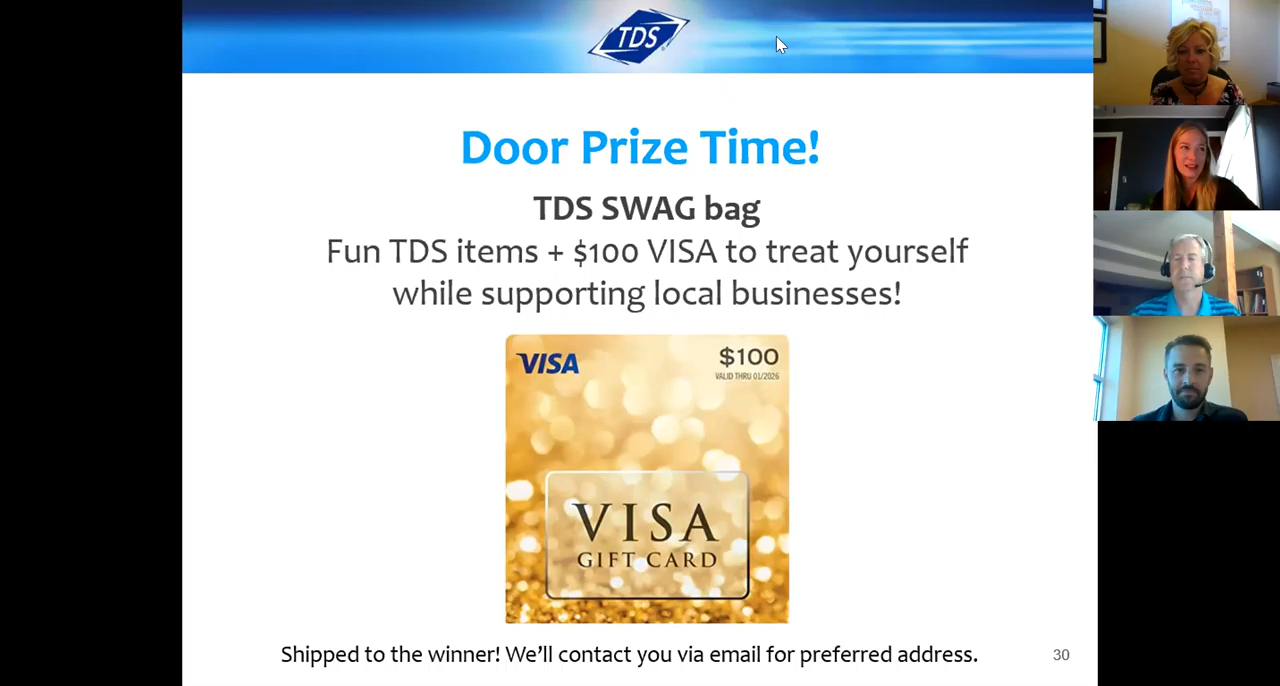 TDS
Door Prize Time!
TDS SWAG bag
Fun TDS items + $100 VISA to treat yourself
while supporting local businesses!
VISA
$100
VALID THRU 01/2026
VISA
GIFT CARD
Shipped to the winner! We'll contact you via email for preferred address.
30